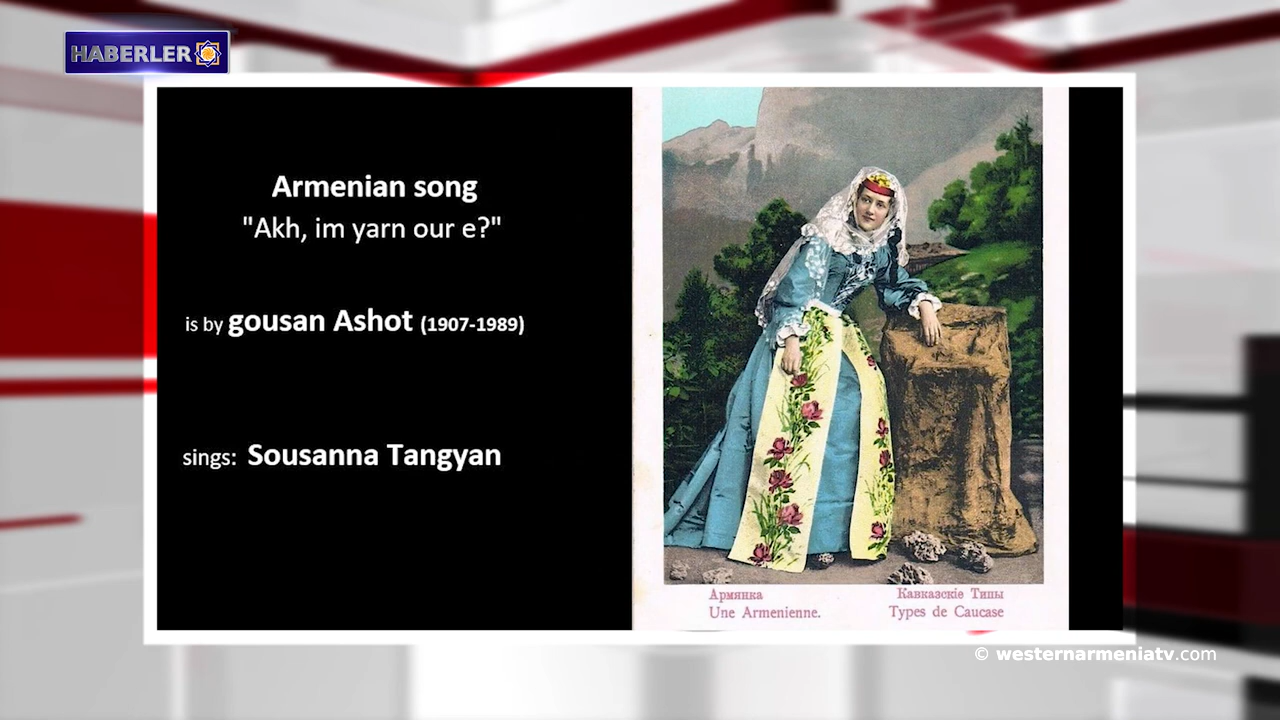 HABERLER
Armenian song
"Akh, im yarn our e?"
is by gousan Ashot (1907-1989)
sings: Sousanna Tangyan
Армянка
Кавказскіе Типы
Une Armenienne.
Types de Caucase
© westernarmeniatv.com